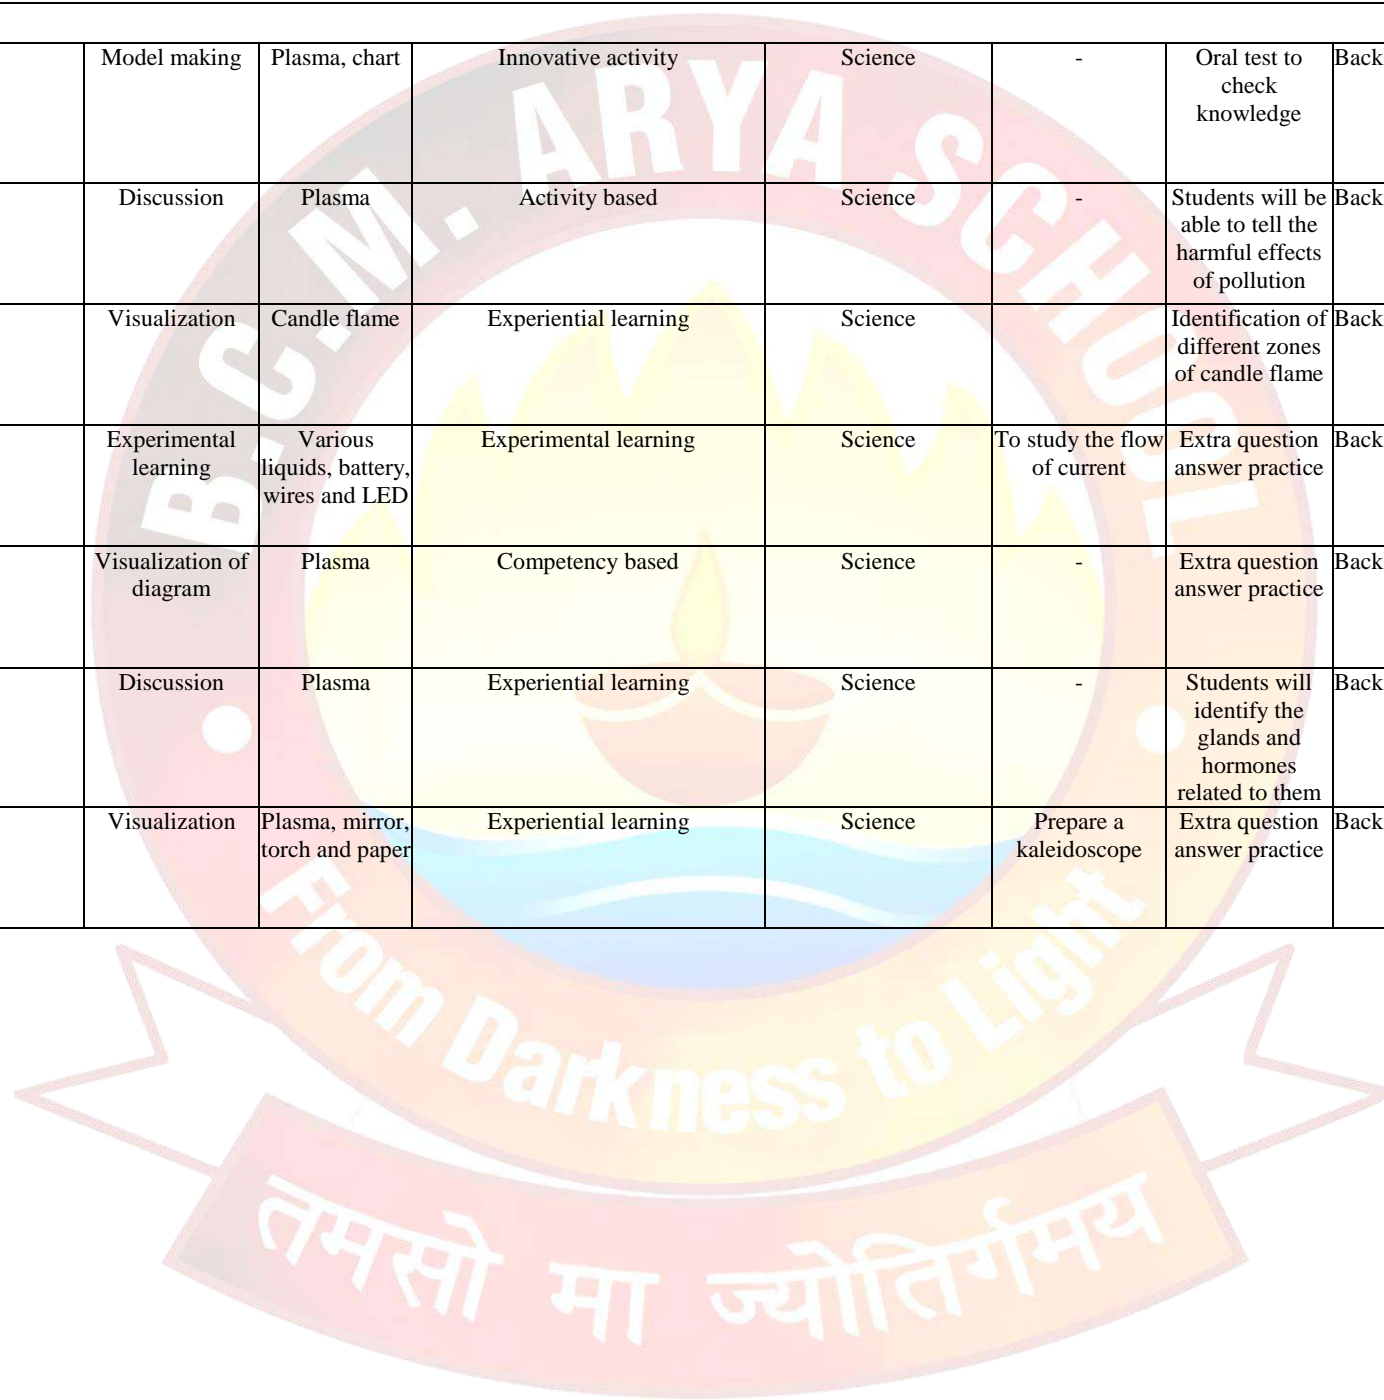 Model making Plasma, chart Innovative activity Science - Oral test to Back
check
knowledge
Discussion Plasma Activity based Science - Students will be Back
able to tell the
harmful effects
of pollution
Visualization Candle flame Experiential learning Science Identification of Back
different zones
of candle flame
Experimental Various Experimental learning Science To study the flow Extra question Back
learning liquids, battery, of current answer practice
wires and LED
Visualization of Plasma Competency based Science - Extra question Back
diagram answer practice
Discussion Plasma Experiential learning Science - Students will Back
identify the
glands and
hormones
related to them
Visualization Plasma, mirror, Experiential learning Science Prepare a Extra question Back
torch and paper kaleidoscope answer practice
B.C.M. ARYA SCHOOL
From Darkness to Light
तमसो मा ज्योतिर्गमय